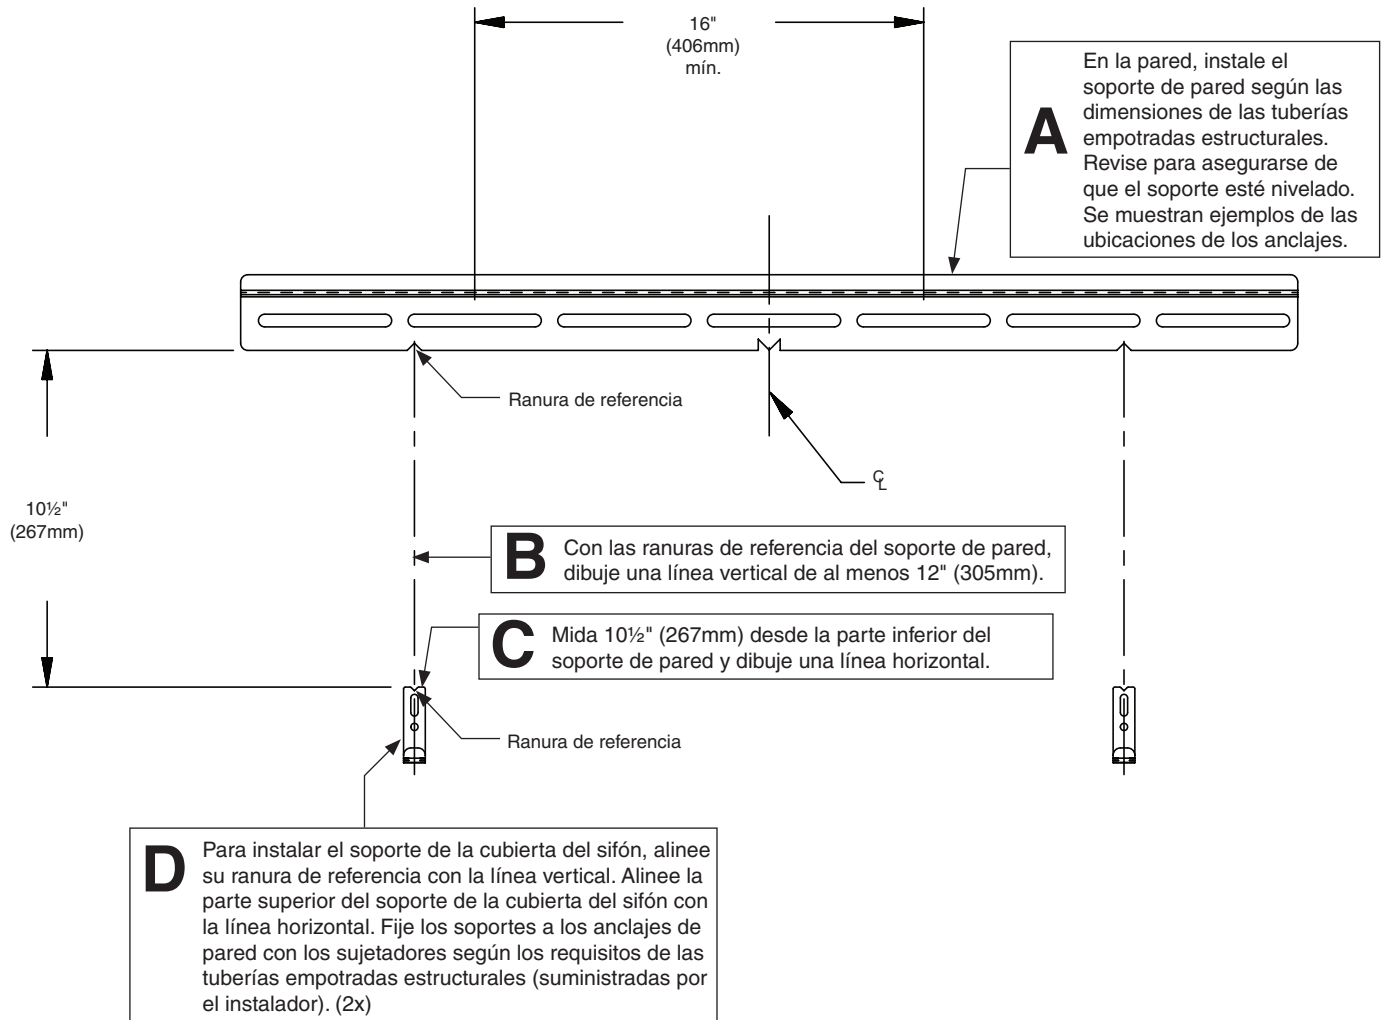 16"
(406mm)
mín.
A
En la pared, instale el
soporte de pared según las
dimensiones de las tuberías
empotradas estructurales.
Revise para asegurarse de
que el soporte esté nivelado.
Se muestran ejemplos de las
ubicaciones de los anclajes.
Ranura de referencia
℄
10½"
(267mm)
B
Con las ranuras de referencia del soporte de pared,
dibuje una línea vertical de al menos 12" (305mm).
C
Mida 10½" (267mm) desde la parte inferior del
soporte de pared y dibuje una línea horizontal.
Ranura de referencia
D
Para instalar el soporte de la cubierta del sifón, alinee
su ranura de referencia con la línea vertical. Alinee la
parte superior del soporte de la cubierta del sifón con
la línea horizontal. Fije los soportes a los anclajes de
pared con los sujetadores según los requisitos de las
tuberías empotradas estructurales (suministradas por
el instalador). (2x)